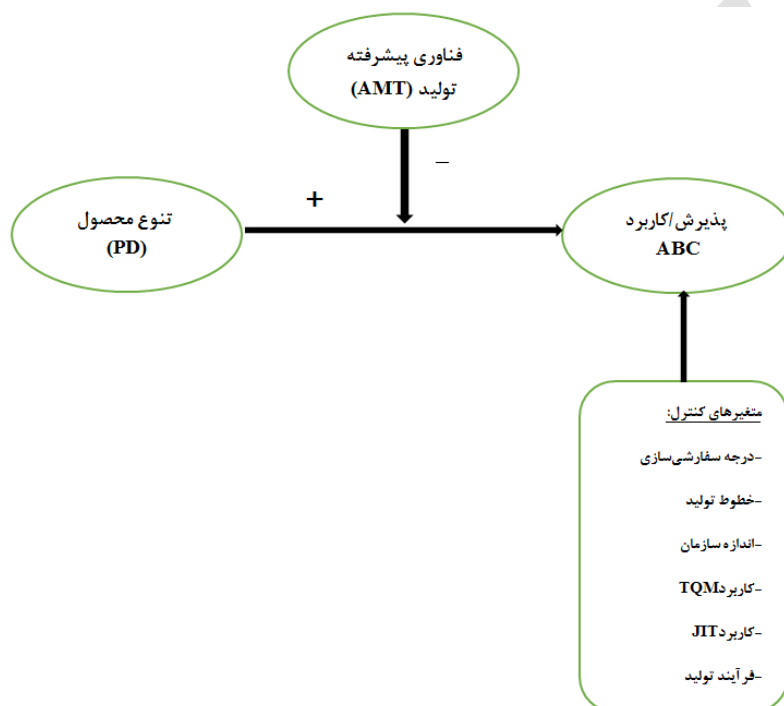 فناوری پیشرفته
تولید (AMT)
–
+
تنوع محصول
(PD)
پذیرش/کاربرد
ABC
متغیرهای کنترل:
-درجه سفارشی‌سازی
-خطوط تولید
-اندازه سازمان
-کاربردTQM
-کاربردJIT
-فرآیند تولید